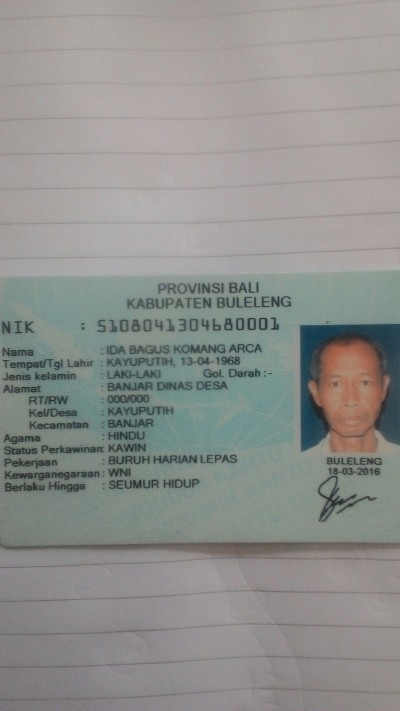 PROVINSI BALI
KABUPATEN BULELENG
NIK : 5108041304680001
Nama : IDA BAGUS KOMANG ARCA
Tempat/Tgl Lahir : KAYUPUTIH, 13-04-1968
Jenis kelamin : LAKI-LAKI Gol. Darah :-
Alamat : BANJAR DINAS DESA
RT/RW : 000/000
Kel/Desa : KAYUPUTIH
Kecamatan : BANJAR
Agama : HINDU
Status Perkawinan: KAWIN
Pekerjaan : BURUH HARIAN LEPAS
Kewarganegaraan: WNI
Berlaku Hingga : SEUMUR HIDUP
BULELENG
18-03-2016